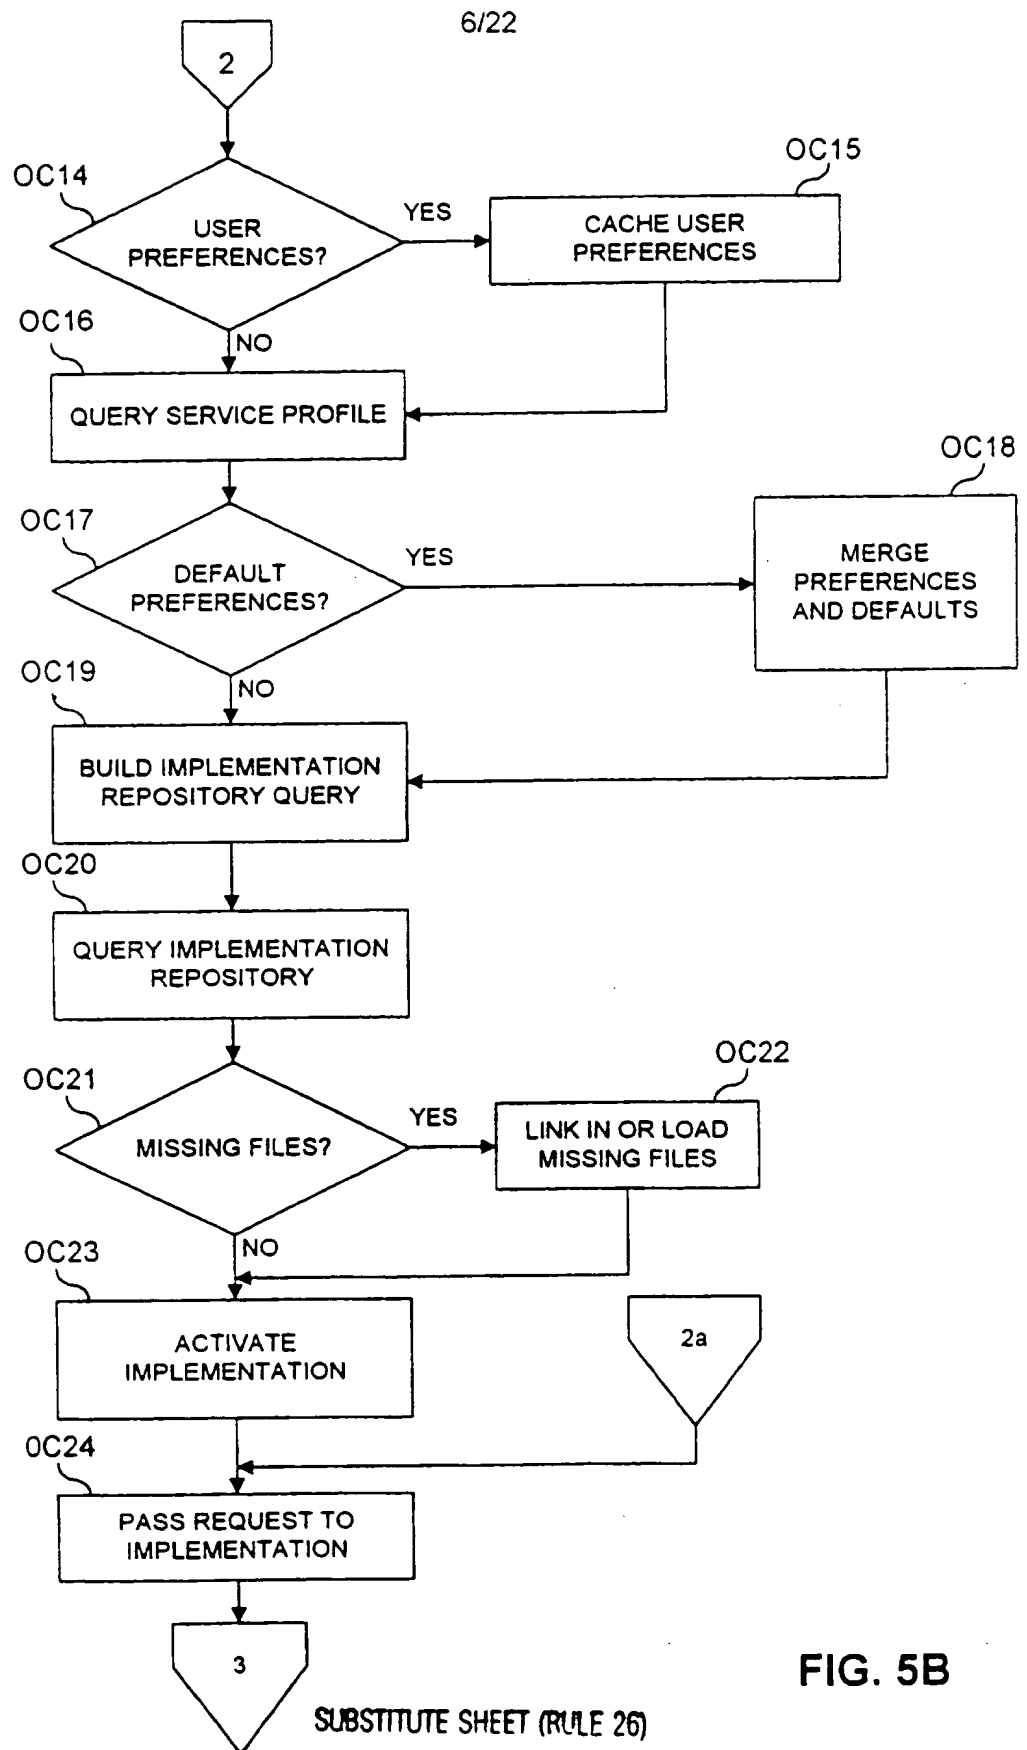 6/22
2
OC14
OC15
USER
PREFERENCES?
YES
CACHE USER
PREFERENCES
OC16
NO
QUERY SERVICE PROFILE
OC17
OC18
DEFAULT
PREFERENCES?
YES
MERGE
PREFERENCES
AND DEFAULTS
OC19
NO
BUILD IMPLEMENTATION
REPOSITORY QUERY
OC20
QUERY IMPLEMENTATION
REPOSITORY
OC21
OC22
MISSING FILES?
YES
LINK IN OR LOAD
MISSING FILES
OC23
NO
ACTIVATE
IMPLEMENTATION
2a
0C24
PASS REQUEST TO
IMPLEMENTATION
3
FIG. 5B
SUBSTITUTE SHEET (RULE 26)